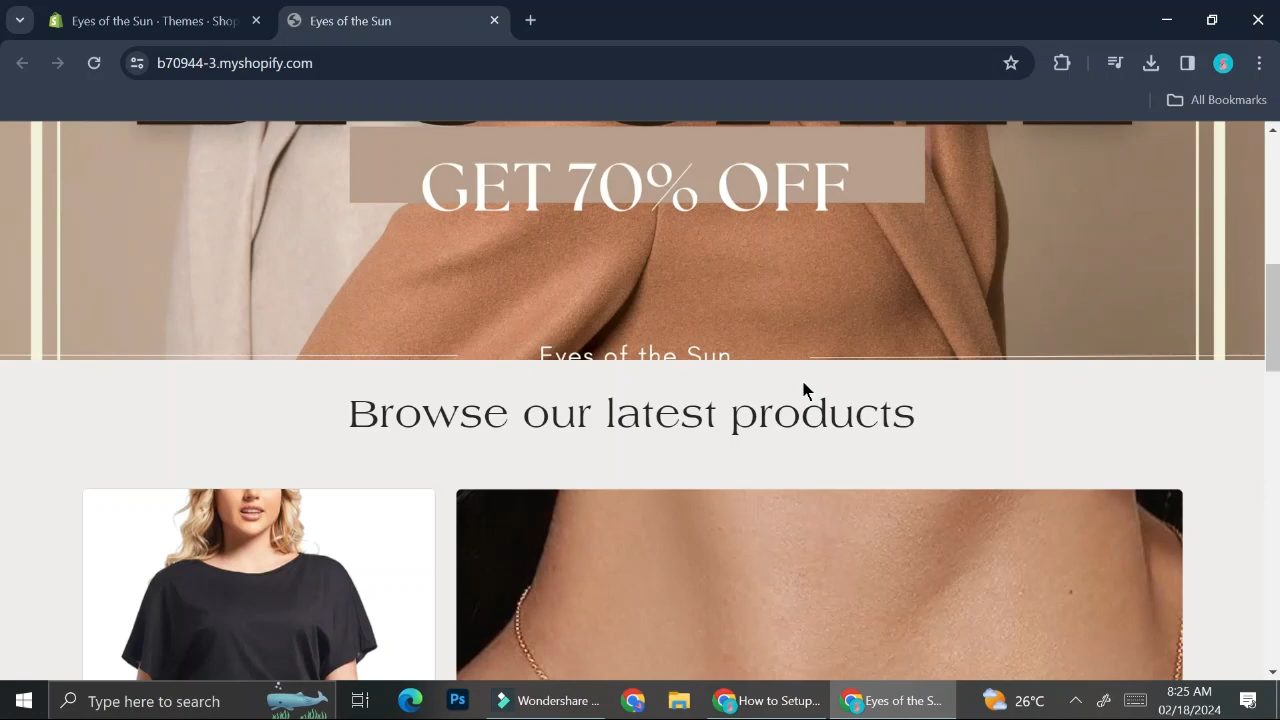 Eyes of the Sun · Themes · Shop
Eyes of the Sun
b70944-3.myshopify.com
All Bookmarks
GET 70% OFF
Eyes of the Sun
Browse our latest products
Type here to search
Ps
Wondershare ...
How to Setup...
Eyes of the S...
26°C
8:25 AM
02/18/2024